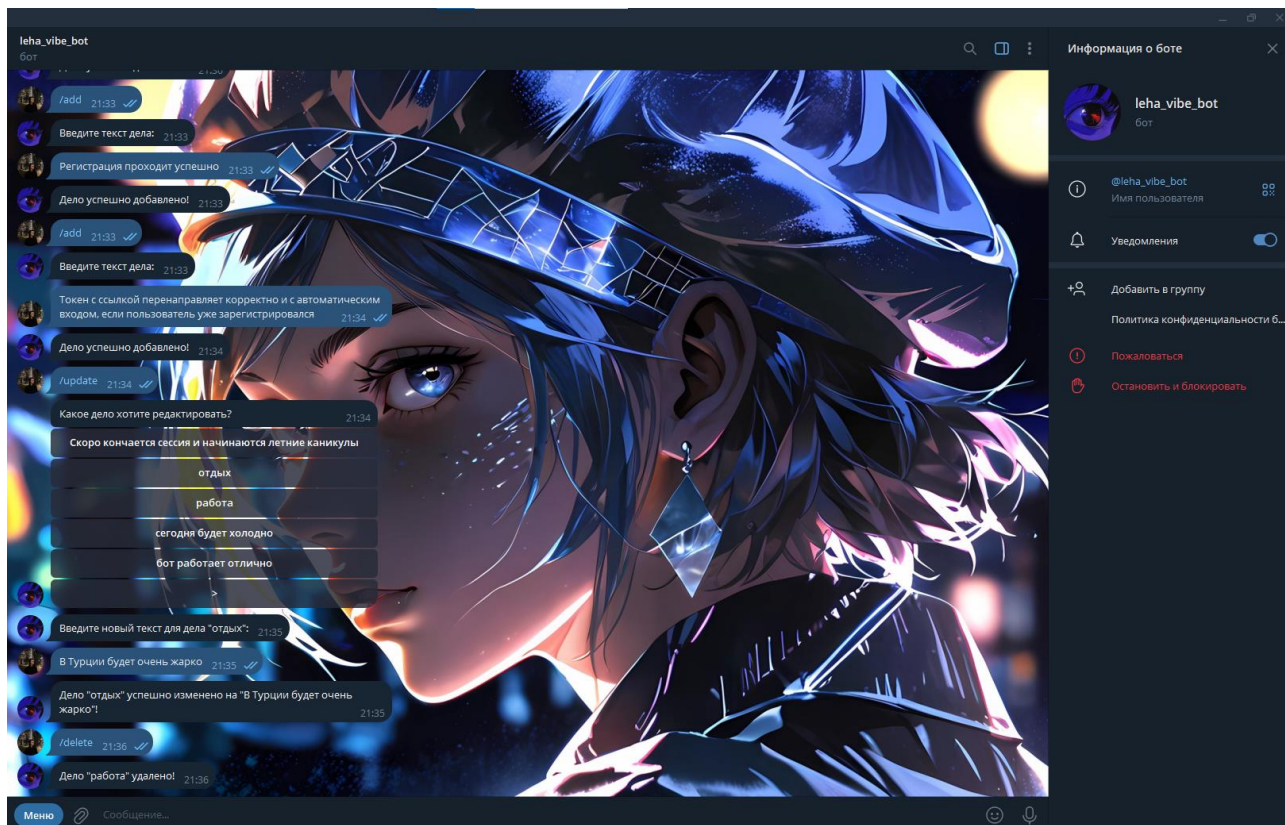 leha_vibe_bot
бот
21:30
/add 21:33
Введите текст дела: 21:33
Регистрация проходит успешно 21:33
Дело успешно добавлено! 21:33
/add 21:33
Введите текст дела: 21:33
Токен с ссылкой перенаправляет корректно и с автоматическим
входом, если пользователь уже зарегистрировался 21:34
Дело успешно добавлено! 21:34
/update 21:34
Какое дело хотите редактировать? 21:34
Скоро кончается сессия и начинаются летние каникулы
отдых
работа
сегодня будет холодно
бот работает отлично
>
Введите новый текст для дела "отдых": 21:35
В Турции будет очень жарко 21:35
Дело "отдых" успешно изменено на "В Турции будет очень
жарко"! 21:35
/delete 21:36
Дело "работа" удалено! 21:36
Меню
Сообщение...
Информация о боте
leha_vibe_bot
бот
@leha_vibe_bot
Имя пользователя
Уведомления
Добавить в группу
Политика конфиденциальности б...
Пожаловаться
Остановить и блокировать